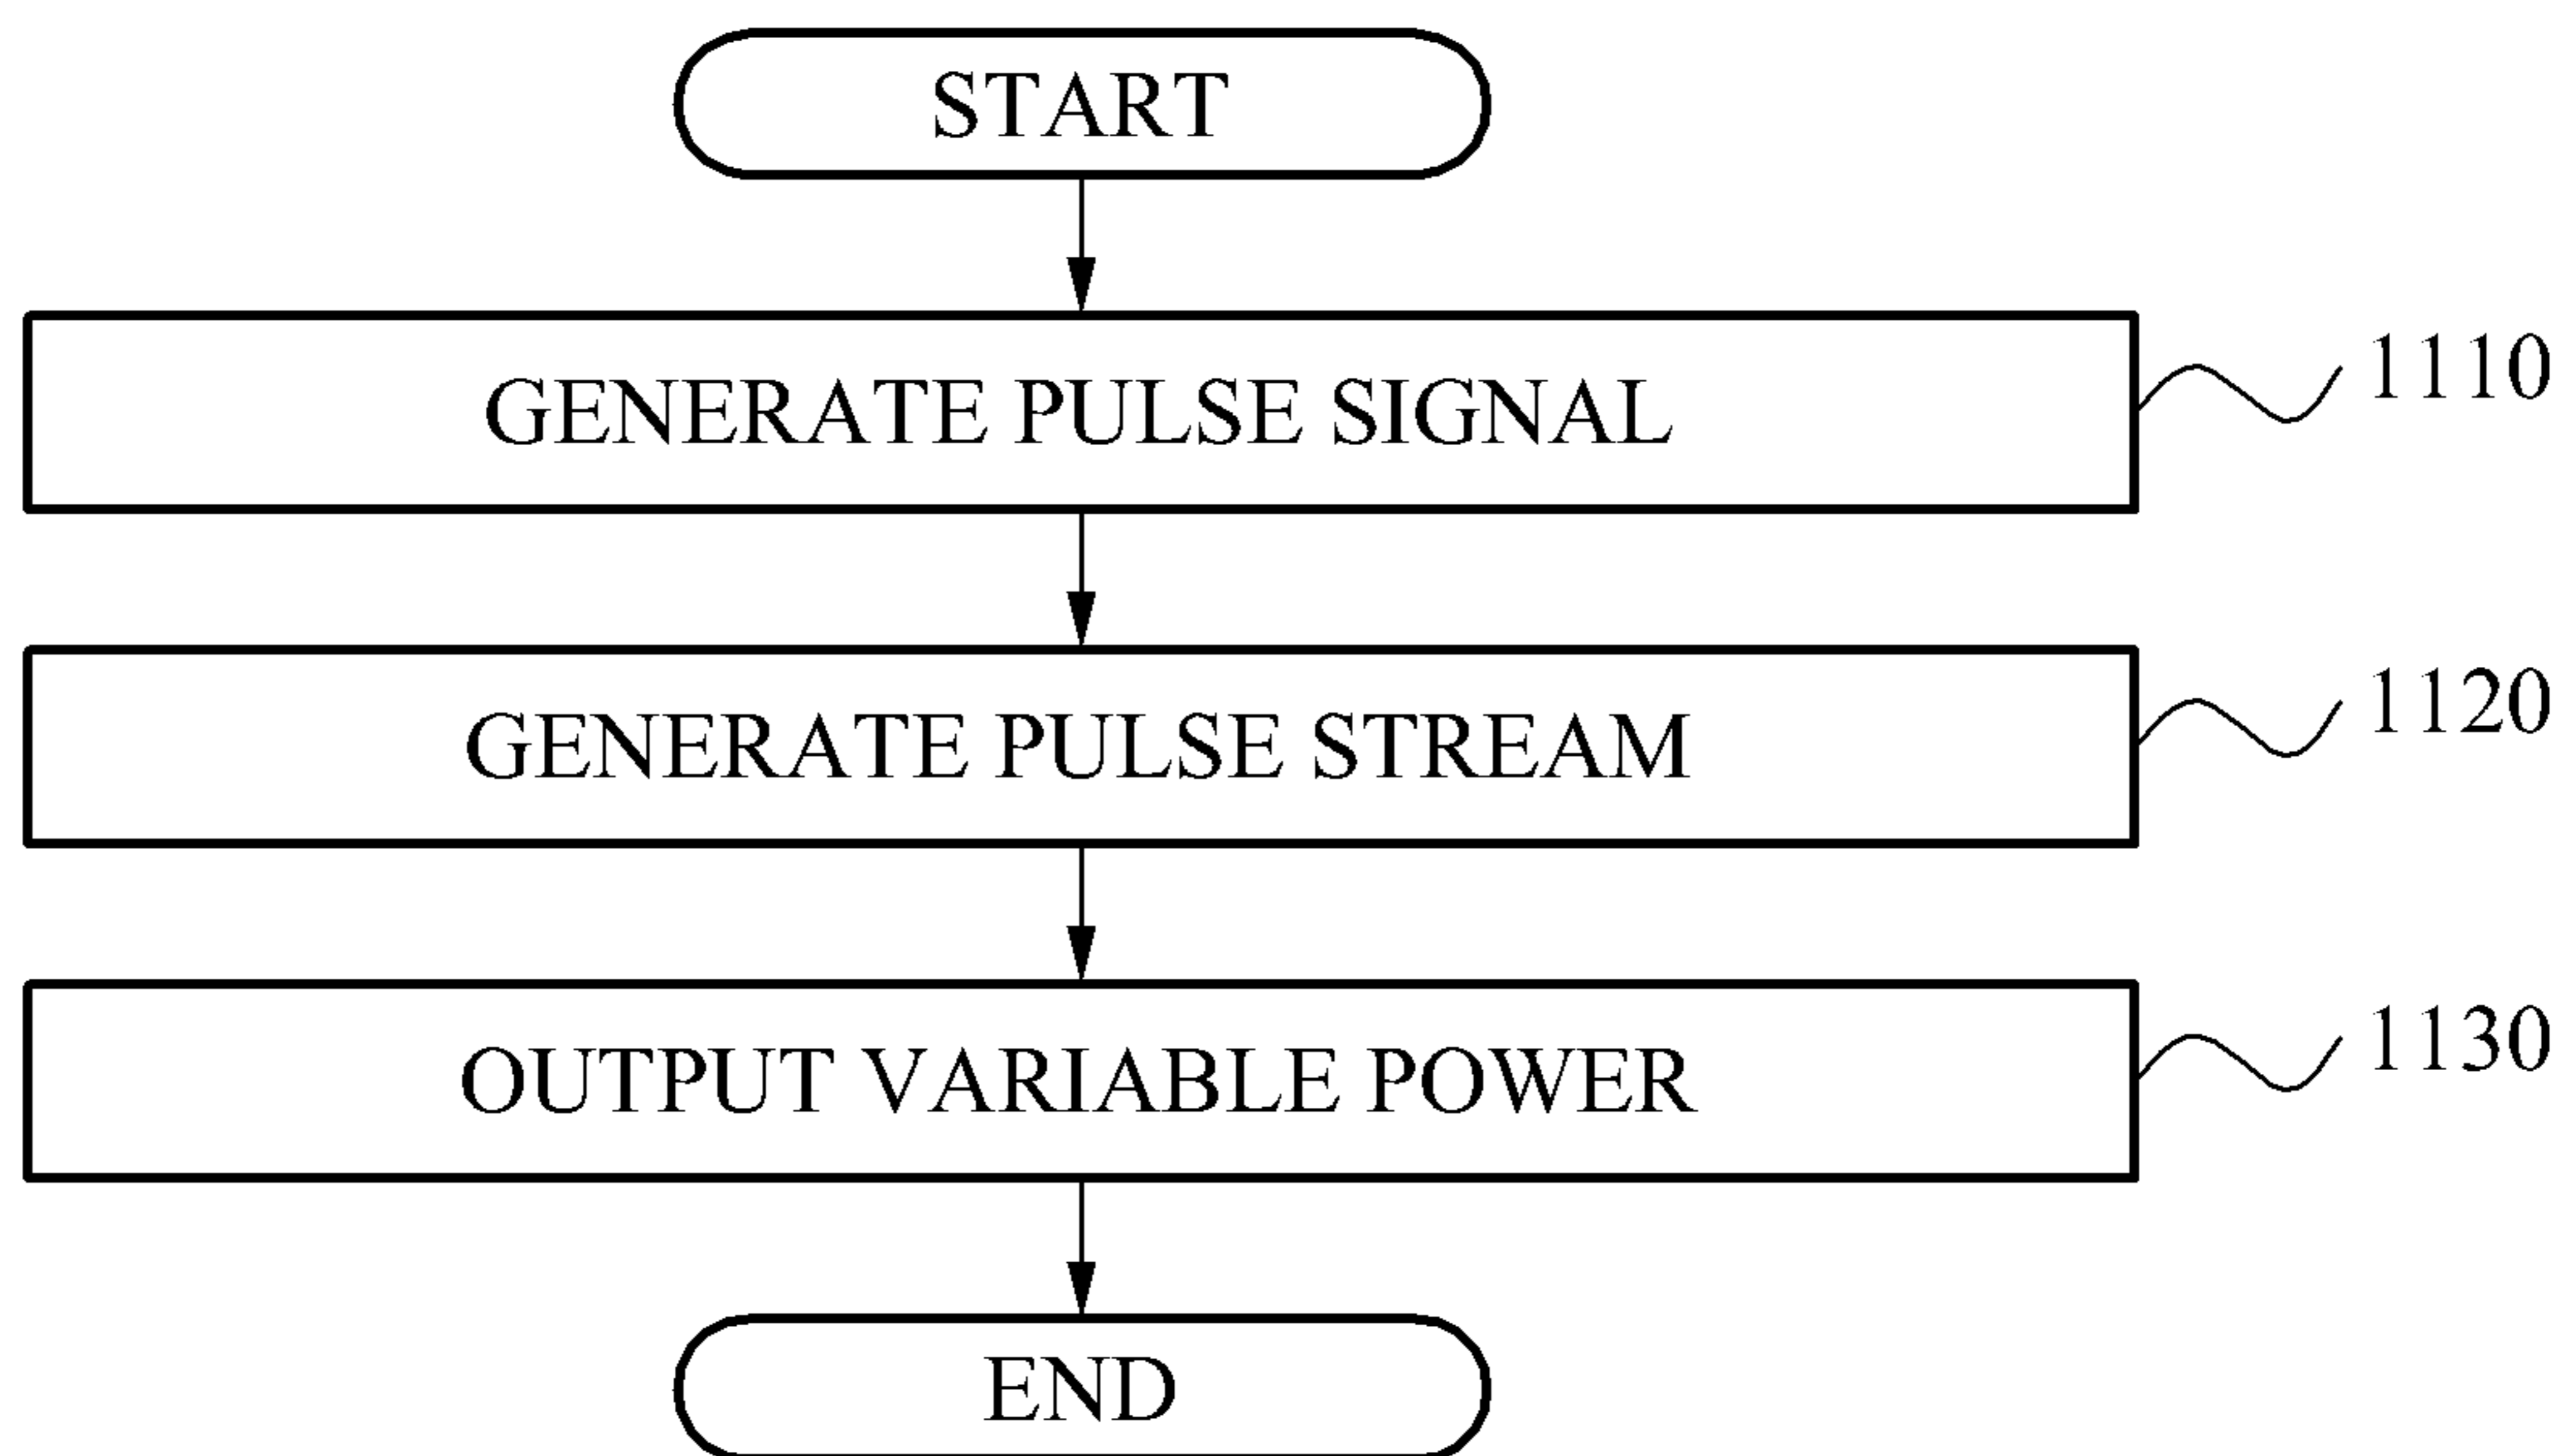 START
GENERATE PULSE SIGNAL
1110
GENERATE PULSE STREAM
1120
OUTPUT VARIABLE POWER
1130
END